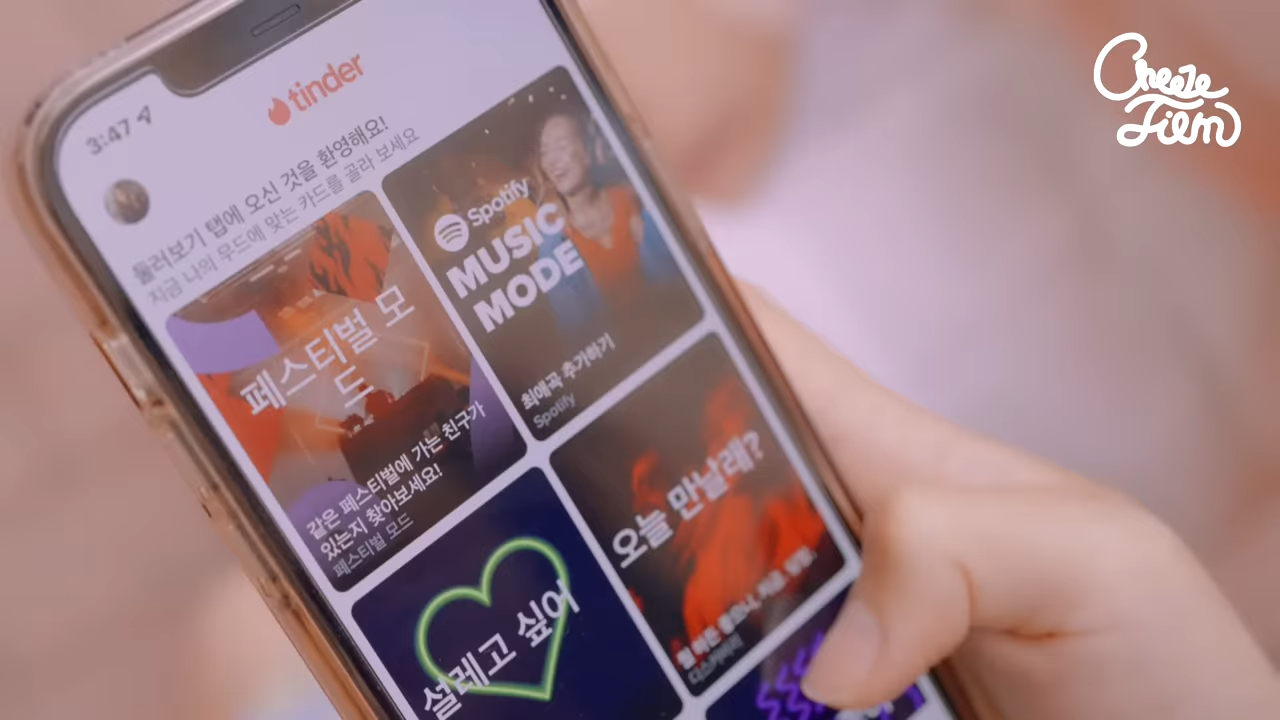 Cheeze
Film
3:47
tinder
둘러보기 탭에 오신 것을 환영해요!
지금 나의 무드에 맞는 카드를 골라 보세요
페스티벌 모
드
같은 페스티벌에 가는 친구가
있는지 찾아보세요!
페스티벌 모드
Spotify
MUSIC
MODE
최애곡 추가하기
Spotify
설레고 싶어
오늘 만날래?